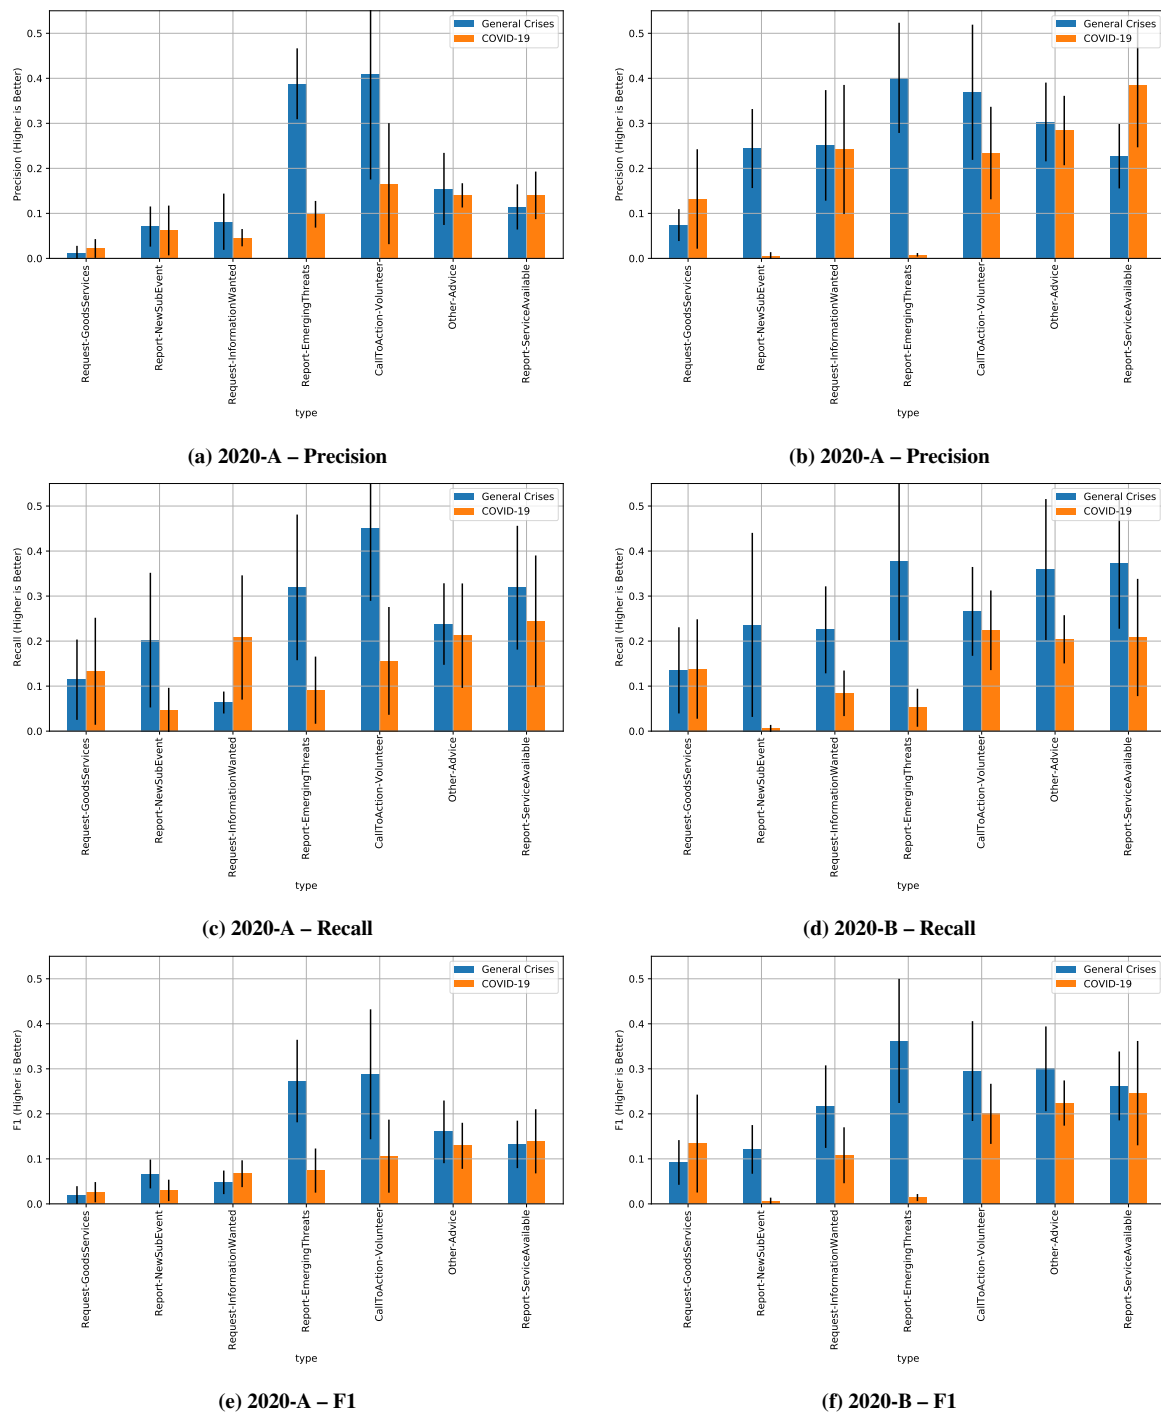 General Crises
COVID-19
Precision (Higher is Better)
0.5
0.4
0.3
0.2
0.1
0.0
Request-GoodsServices
Report-NewSubEvent
Request-InformationWanted
Report-EmergingThreats
CallToAction-Volunteer
Other-Advice
Report-ServiceAvailable
type
(a) 2020-A – Precision
General Crises
COVID-19
Precision (Higher is Better)
0.5
0.4
0.3
0.2
0.1
0.0
Request-GoodsServices
Report-NewSubEvent
Request-InformationWanted
Report-EmergingThreats
CallToAction-Volunteer
Other-Advice
Report-ServiceAvailable
type
(b) 2020-A – Precision
General Crises
COVID-19
Recall (Higher is Better)
0.5
0.4
0.3
0.2
0.1
0.0
Request-GoodsServices
Report-NewSubEvent
Request-InformationWanted
Report-EmergingThreats
CallToAction-Volunteer
Other-Advice
Report-ServiceAvailable
type
(c) 2020-A – Recall
General Crises
COVID-19
Recall (Higher is Better)
0.5
0.4
0.3
0.2
0.1
0.0
Request-GoodsServices
Report-NewSubEvent
Request-InformationWanted
Report-EmergingThreats
CallToAction-Volunteer
Other-Advice
Report-ServiceAvailable
type
(d) 2020-B – Recall
General Crises
COVID-19
F1 (Higher is Better)
0.5
0.4
0.3
0.2
0.1
0.0
Request-GoodsServices
Report-NewSubEvent
Request-InformationWanted
Report-EmergingThreats
CallToAction-Volunteer
Other-Advice
Report-ServiceAvailable
type
(e) 2020-A – F1
General Crises
COVID-19
F1 (Higher is Better)
0.5
0.4
0.3
0.2
0.1
0.0
Request-GoodsServices
Report-NewSubEvent
Request-InformationWanted
Report-EmergingThreats
CallToAction-Volunteer
Other-Advice
Report-ServiceAvailable
type
(f) 2020-B – F1